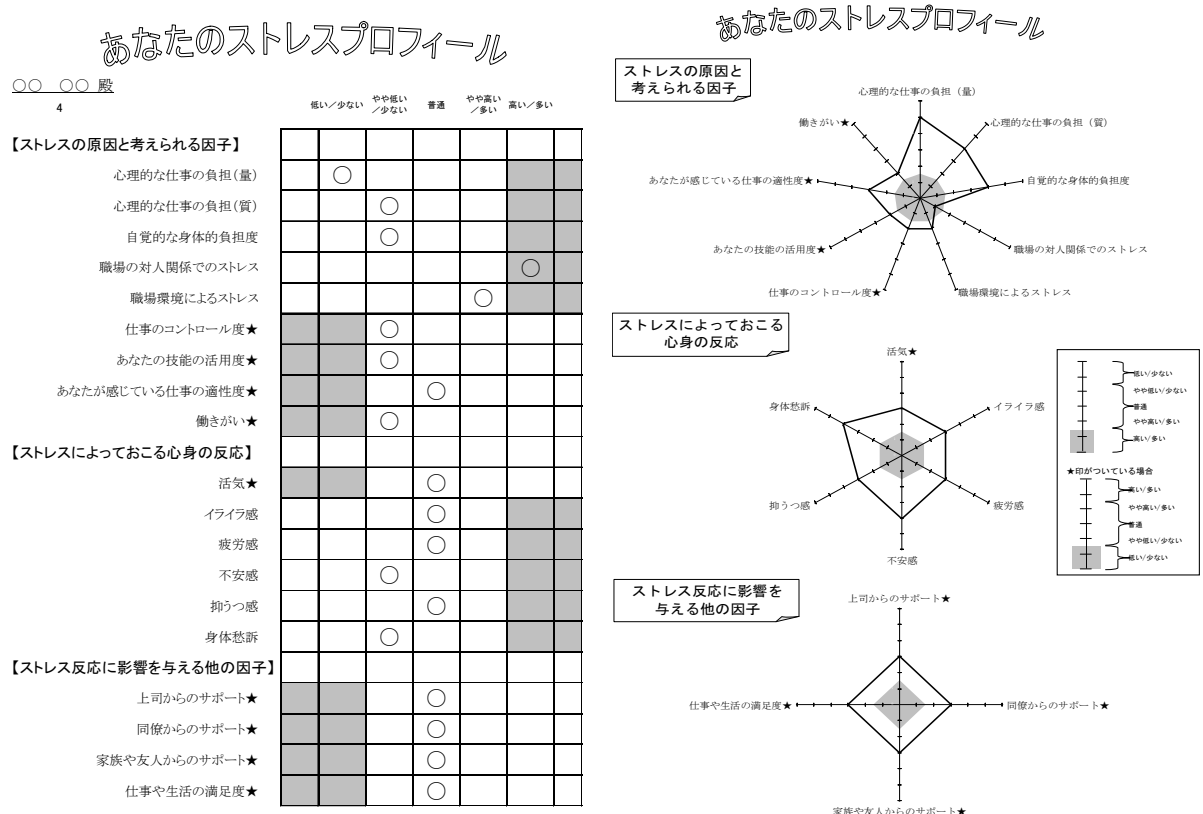 あなたのストレスプロフィール
○○　○○ 殿
4
低い／少ない
やや低い
／少ない
普通
やや高い
／多い
高い／多い
【ストレスの原因と考えられる因子】
心理的な仕事の負担（量）
心理的な仕事の負担（質）
自覚的な身体的負担度
職場の対人関係でのストレス
職場環境によるストレス
仕事のコントロール度★
あなたの技能の活用度★
あなたが感じている仕事の適性度★
働きがい★
【ストレスによっておこる心身の反応】
活気★
イライラ感
疲労感
不安感
抑うつ感
身体愁訴
【ストレス反応に影響を与える他の因子】
上司からのサポート★
同僚からのサポート★
家族や友人からのサポート★
仕事や生活の満足度★
あなたのストレスプロフィール
ストレスの原因と
考えられる因子
心理的な仕事の負担（量）
心理的な仕事の負担（質）
自覚的な身体的負担度
職場の対人関係でのストレス
職場環境によるストレス
仕事のコントロール度★
あなたの技能の活用度★
あなたが感じている仕事の適性度★
働きがい★
ストレスによっておこる
心身の反応
活気★
イライラ感
疲労感
不安感
抑うつ感
身体愁訴
低い/少ない
やや低い/少ない
普通
やや高い/多い
高い/多い
★印がついている場合
高い/多い
やや高い/多い
普通
やや低い/少ない
低い/少ない
ストレス反応に影響を
与える他の因子
上司からのサポート★
同僚からのサポート★
家族や友人からのサポート★
仕事や生活の満足度★